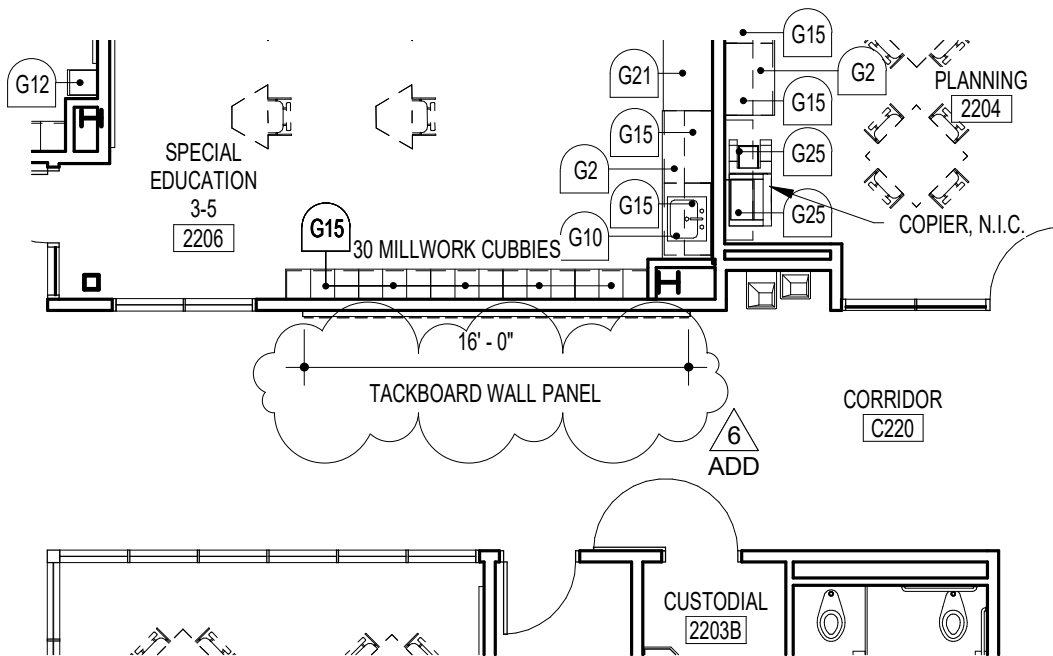 G15
G12
G21
G2
PLANNING
2204
G15
G15
SPECIAL
EDUCATION
3-5
2206
G2
G25
G15
G15
G25
COPIER, N.I.C.
30 MILLWORK CUBBIES
G10
16' - 0"
TACKBOARD WALL PANEL
CORRIDOR
C220
6
ADD
CUSTODIAL
2203B